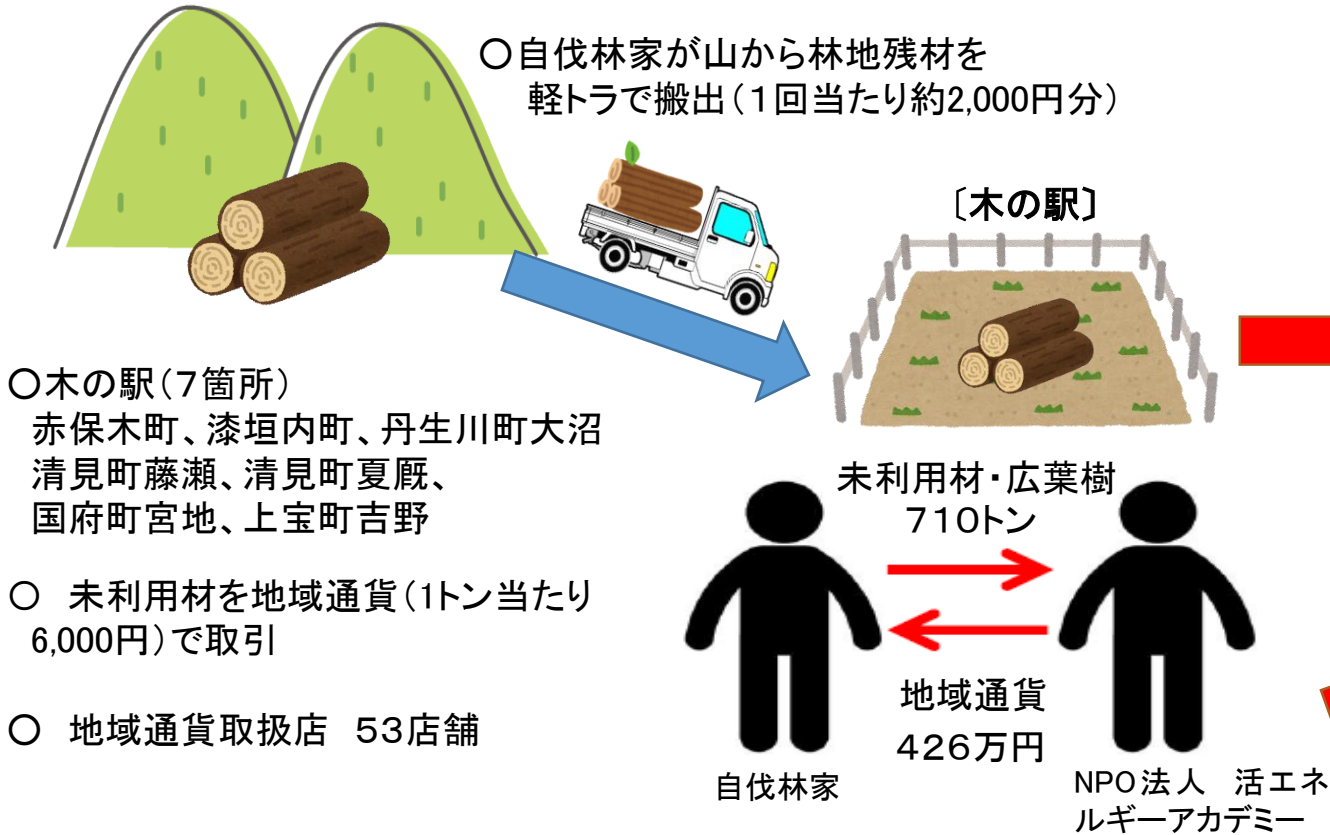 〇自伐林家が山から林地残材を
軽トラで搬出（１回当たり約2,000円分）
〔木の駅〕
〇木の駅（７箇所）
赤保木町、漆垣内町、丹生川町大沼
清見町藤瀬、清見町夏厩、
国府町宮地、上宝町吉野
〇　未利用材を地域通貨（1トン当たり
6,000円）で取引
〇　地域通貨取扱店　５３店舗
未利用材・広葉樹
７１０トン
地域通貨
４２６万円
自伐林家
NPO法人　活エネ
ルギーアカデミー